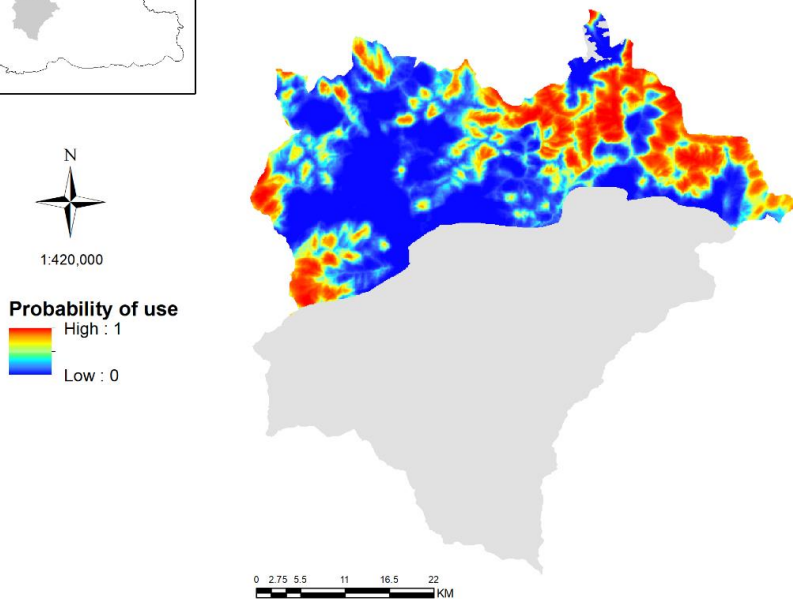 N
1:420,000
Probability of use
High : 1
Low : 0
0 2.75 5.5 11 16.5 22
KM